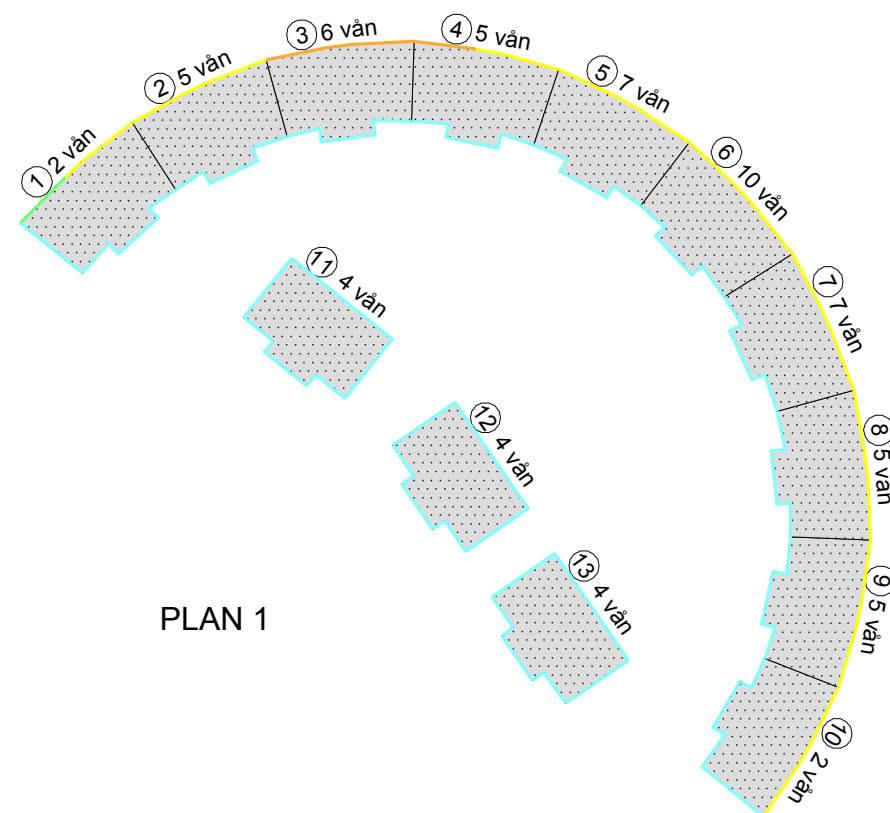 1 2 vån
2 5 vån
3 6 vån
4 5 vån
5 7 vån
6 10 vån
7 7 vån
8 5 vån
9 5 vån
10 2 vån
11 4 vån
12 4 vån
13 4 vån
PLAN 1